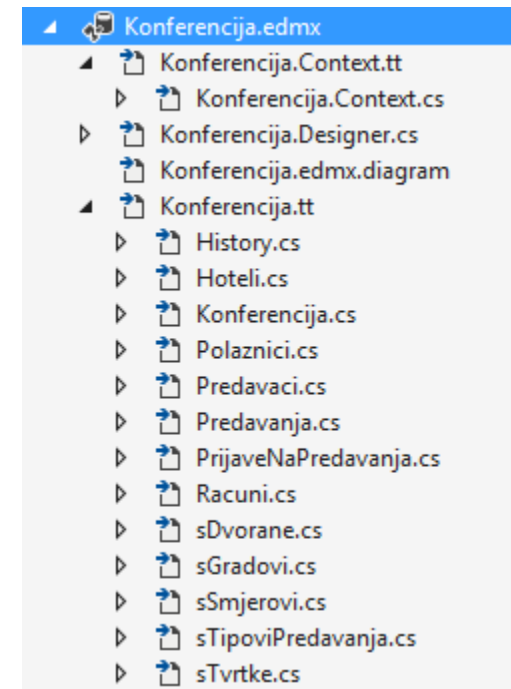 Konferencija.edmx
Konferencija.Context.tt
Konferencija.Context.cs
Konferencija.Designer.cs
Konferencija.edmx.diagram
Konferencija.tt
History.cs
Hoteli.cs
Konferencija.cs
Polaznici.cs
Predavaci.cs
Predavanja.cs
PrijaveNaPredavanja.cs
Racuni.cs
sDvorane.cs
sGradovi.cs
sSmjerovi.cs
sTipoviPredavanja.cs
sTvrtke.cs